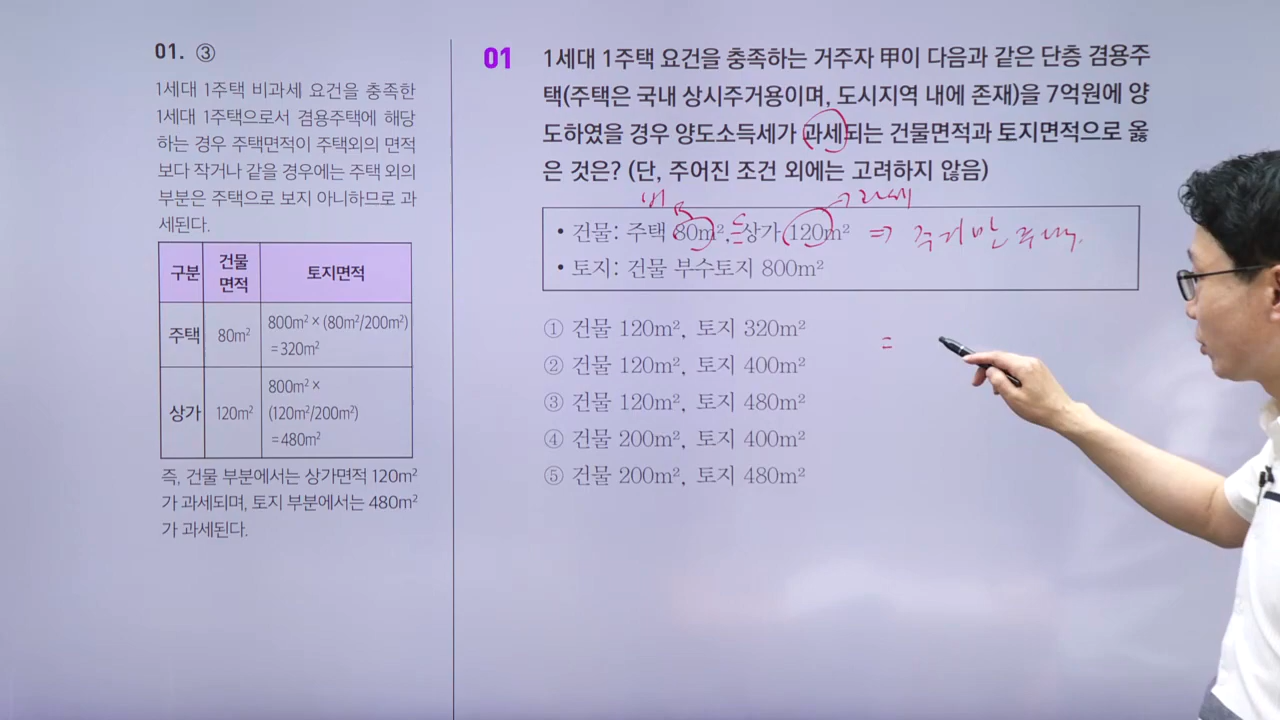 01. ③
1세대 1주택 비과세 요건을 충족한
1세대 1주택으로서 겸용주택에 해당
하는 경우 주택면적이 주택외의 면적
보다 작거나 같을 경우에는 주택 외의
부분은 주택으로 보지 아니하므로 과
세된다.
구분 건물 면적 토지면적
주택 80m² 800m² × (80m²/200m²)
= 320m²
상가 120m² 800m² ×
(120m²/200m²)
= 480m²
즉, 건물 부분에서는 상가면적 120m²
가 과세되며, 토지 부분에서는 480m²
가 과세된다.
01 1세대 1주택 요건을 충족하는 거주자 甲이 다음과 같은 단층 겸용주
택(주택은 국내 상시주거용이며, 도시지역 내에 존재)을 7억원에 양
도하였을 경우 양도소득세가 과세되는 건물면적과 토지면적으로 옳
은 것은? (단, 주어진 조건 외에는 고려하지 않음)
비 → 과세
• 건물: 주택 80m², ≤ 상가 120m² ⇒ 주거만 주택
• 토지: 건물 부수토지 800m²
① 건물 120m², 토지 320m²
=
② 건물 120m², 토지 400m²
③ 건물 120m², 토지 480m²
④ 건물 200m², 토지 400m²
⑤ 건물 200m², 토지 480m²